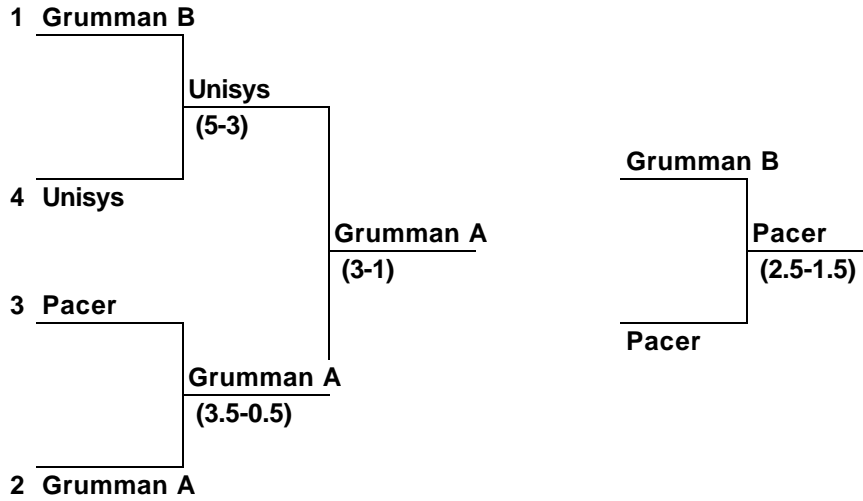 1 Grumman B
Unisys
(5-3)
4 Unisys
Grumman A
(3-1)
3 Pacer
Grumman A
(3.5-0.5)
2 Grumman A
Grumman B
Pacer
(2.5-1.5)
Pacer